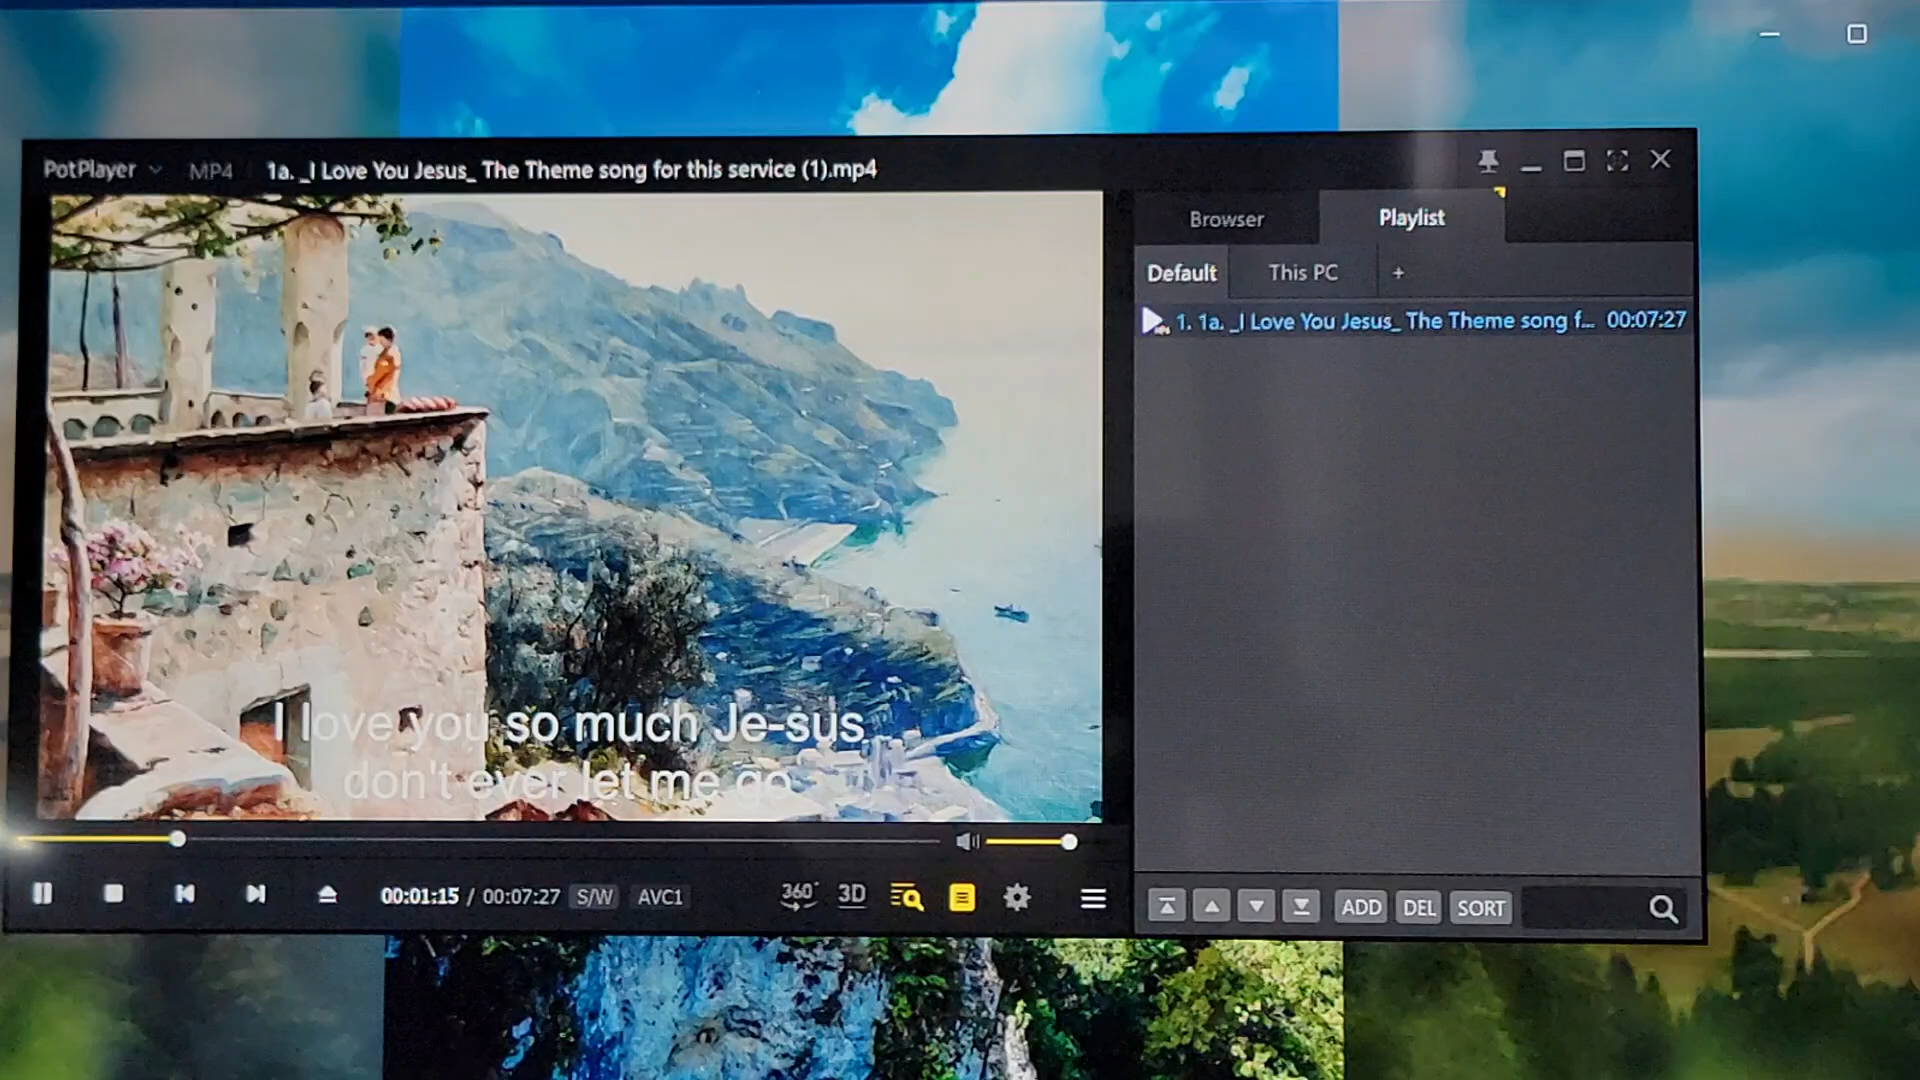 PotPlayer MP4 1a. _I Love You Jesus_ The Theme song for this service (1).mp4
Browser Playlist
Default This PC +
1. 1a. _I Love You Jesus_ The Theme song f... 00:07:27
I love you so much Je-sus
don't ever let me go
00:01:15 / 00:07:27 S/W AVC1 360° 3D
ADD DEL SORT